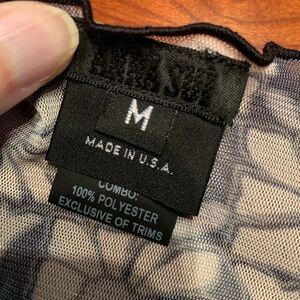 M
MADE IN U.S.A.
COMBO:
100% POLYESTER
EXCLUSIVE OF TRIMS